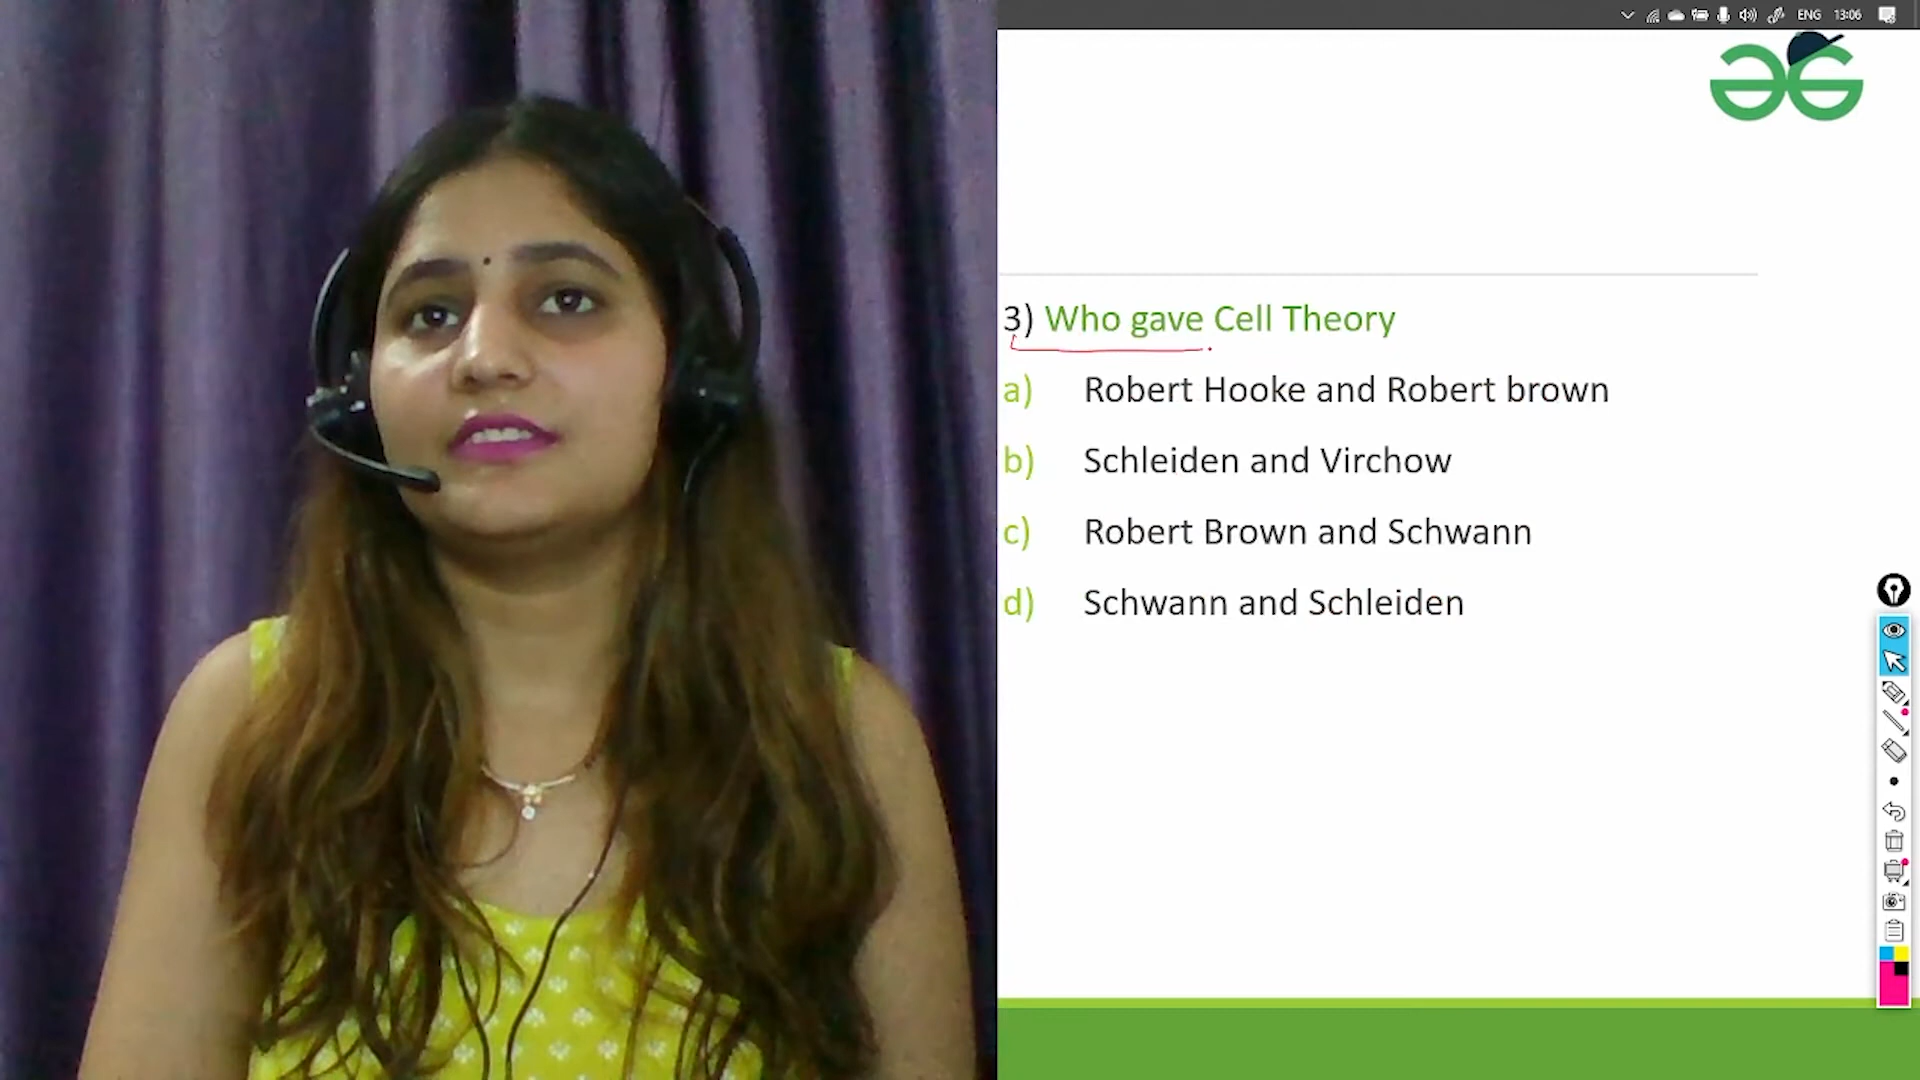 ENG 13:06
3) Who gave Cell Theory
a) Robert Hooke and Robert brown
b) Schleiden and Virchow
c) Robert Brown and Schwann
d) Schwann and Schleiden